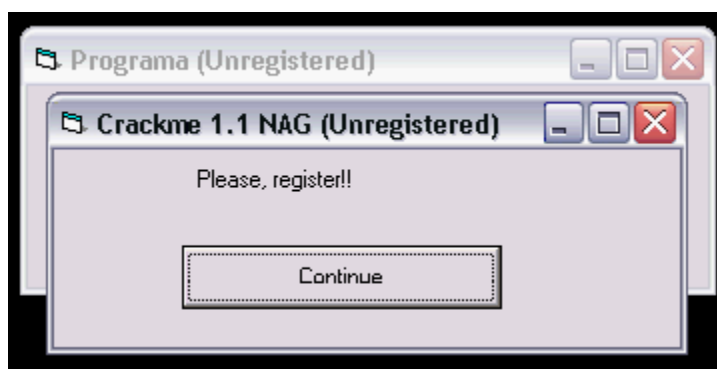 Programa (Unregistered)
Crackme 1.1 NAG (Unregistered)
Please, register!!
Continue